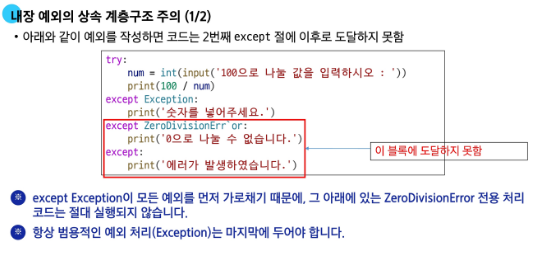 내장 예외의 상속 계층구조 주의 (1/2)
• 아래와 같이 예외를 작성하면 코드는 2번째 except 절에 이후로 도달하지 못함
try:
    num = int(input('100으로 나눌 값을 입력하시오 : '))
    print(100 / num)
except Exception:
    print('숫자를 넣어주세요.')
except ZeroDivisionErr`or:
    print('0으로 나눌 수 없습니다.')
except:
    print('에러가 발생하였습니다.')
이 블록에 도달하지 못함
※ except Exception이 모든 예외를 먼저 가로채기 때문에, 그 아래에 있는 ZeroDivisionError 전용 처리
코드는 절대 실행되지 않습니다.
※ 항상 범용적인 예외 처리(Exception)는 마지막에 두어야 합니다.